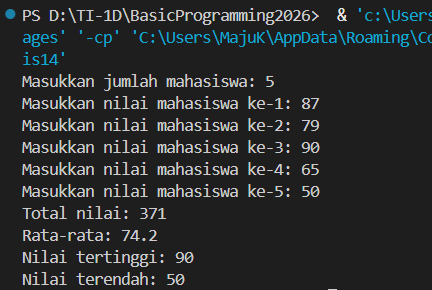 PS D:\TI-1D\BasicProgramming2026>  & 'c:\Users
ages' '-cp' 'C:\Users\MajuK\AppData\Roaming\Co
is14'
Masukkan jumlah mahasiswa: 5
Masukkan nilai mahasiswa ke-1: 87
Masukkan nilai mahasiswa ke-2: 79
Masukkan nilai mahasiswa ke-3: 90
Masukkan nilai mahasiswa ke-4: 65
Masukkan nilai mahasiswa ke-5: 50
Total nilai: 371
Rata-rata: 74.2
Nilai tertinggi: 90
Nilai terendah: 50